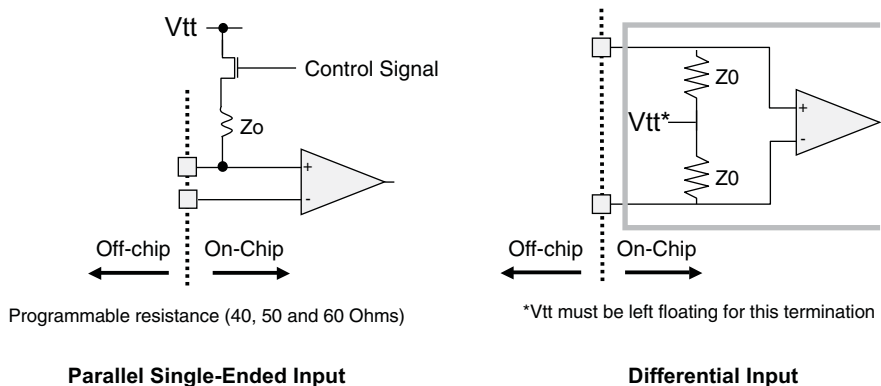 Vtt
Control Signal
Zo
+
-
Off-chip
On-Chip
Programmable resistance (40, 50 and 60 Ohms)
Parallel Single-Ended Input
Z0
Vtt*
Z0
+
-
Off-chip
On-Chip
*Vtt must be left floating for this termination
Differential Input